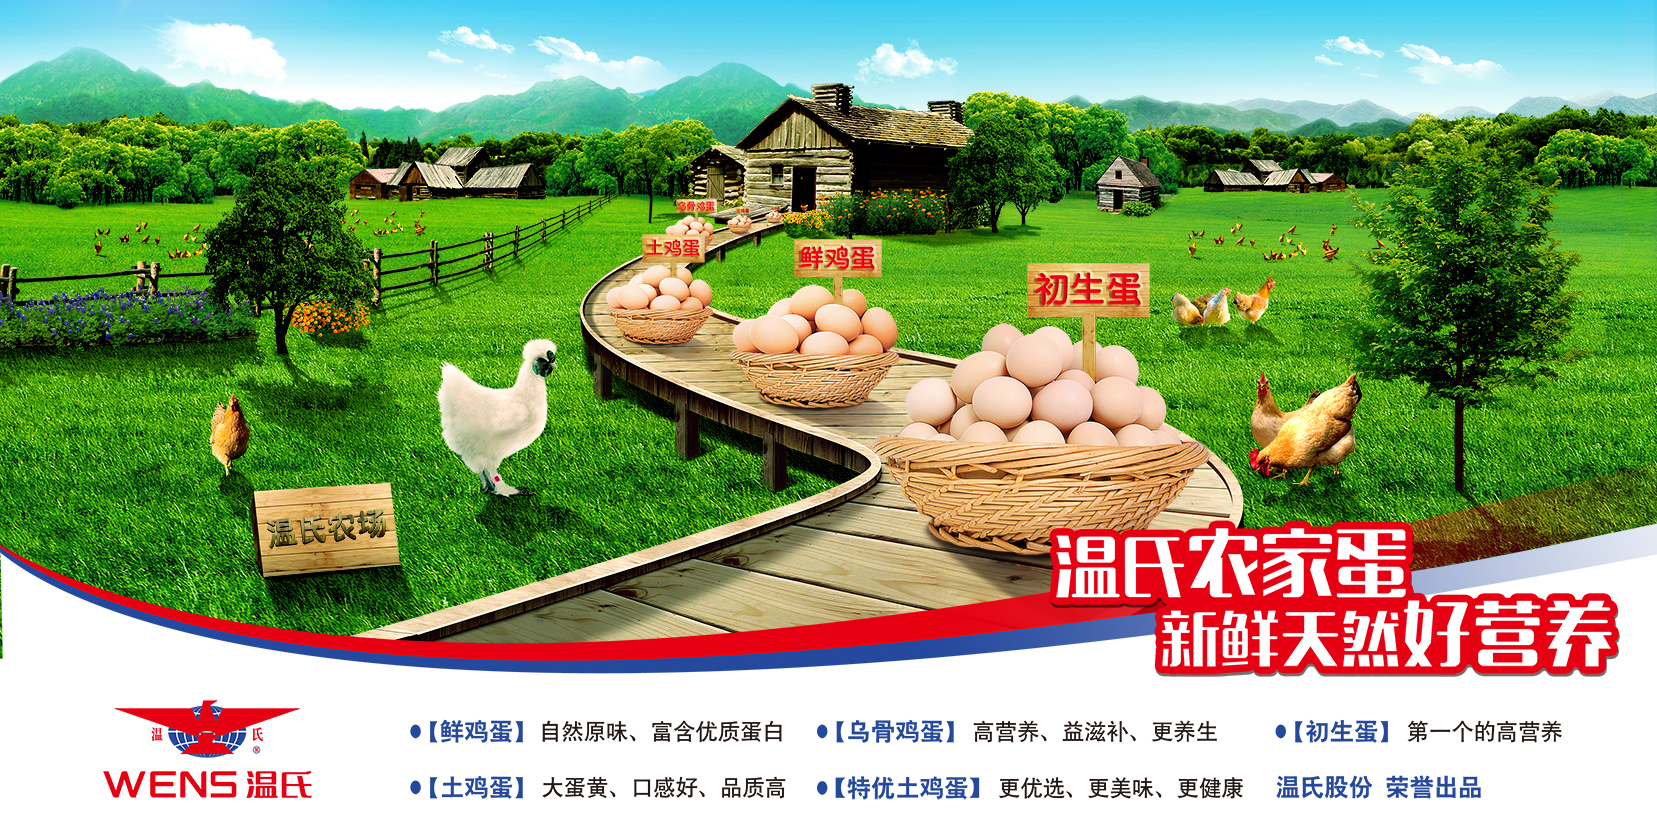 乌骨鸡蛋
土鸡蛋
鲜鸡蛋
初生蛋
温氏农场
温氏农家蛋
新鲜天然好营养
温 氏 ®
WENS 温氏
●【鲜鸡蛋】 自然原味、富含优质蛋白
●【乌骨鸡蛋】 高营养、益滋补、更养生
●【初生蛋】 第一个的高营养
●【土鸡蛋】 大蛋黄、口感好、品质高
●【特优土鸡蛋】 更优选、更美味、更健康
温氏股份 荣誉出品